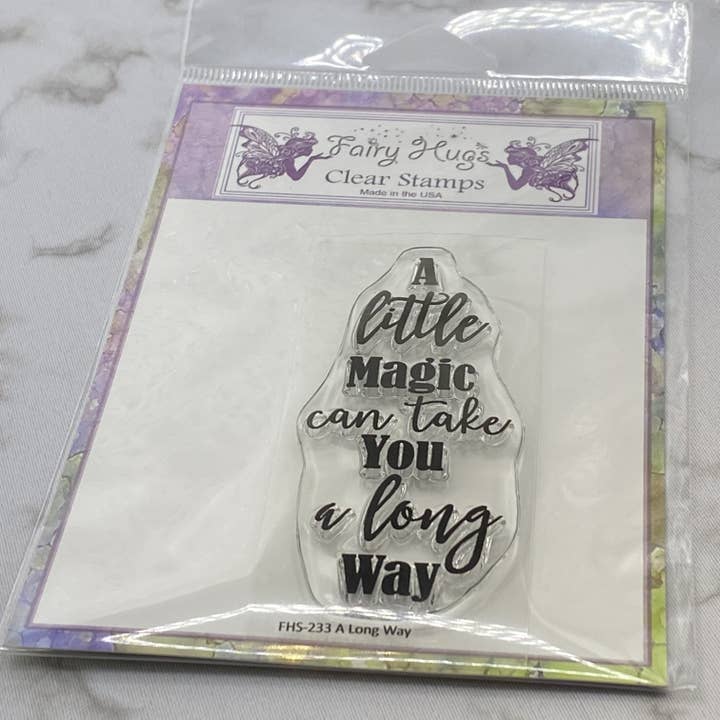 Fairy Hugs
Clear Stamps
Made in the USA
A
little
Magic
can take
You
a long
Way
FHS-233 A Long Way